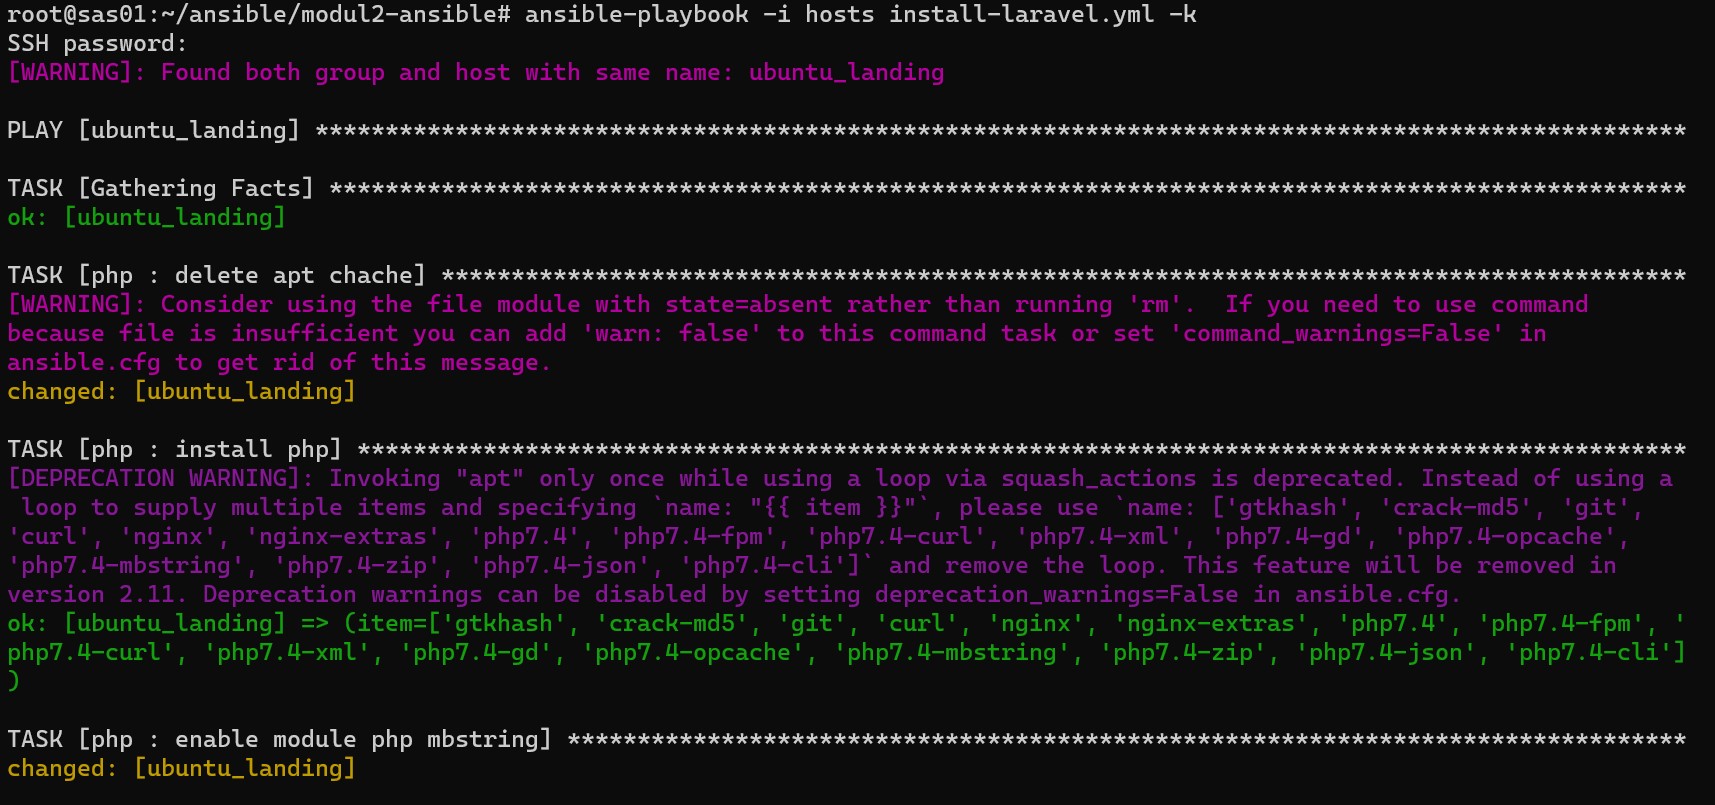 root@sas01:~/ansible/modul2-ansible# ansible-playbook -i hosts install-laravel.yml -k
SSH password:
[WARNING]: Found both group and host with same name: ubuntu_landing
PLAY [ubuntu_landing] **************************************************************************************************
TASK [Gathering Facts] *************************************************************************************************
ok: [ubuntu_landing]
TASK [php : delete apt chache] *****************************************************************************************
[WARNING]: Consider using the file module with state=absent rather than running 'rm'.  If you need to use command
because file is insufficient you can add 'warn: false' to this command task or set 'command_warnings=False' in
ansible.cfg to get rid of this message.
changed: [ubuntu_landing]
TASK [php : install php] ***********************************************************************************************
[DEPRECATION WARNING]: Invoking "apt" only once while using a loop via squash_actions is deprecated. Instead of using a
 loop to supply multiple items and specifying `name: "{{ item }}"`, please use `name: ['gtkhash', 'crack-md5', 'git',
'curl', 'nginx', 'nginx-extras', 'php7.4', 'php7.4-fpm', 'php7.4-curl', 'php7.4-xml', 'php7.4-gd', 'php7.4-opcache',
'php7.4-mbstring', 'php7.4-zip', 'php7.4-json', 'php7.4-cli']` and remove the loop. This feature will be removed in
version 2.11. Deprecation warnings can be disabled by setting deprecation_warnings=False in ansible.cfg.
ok: [ubuntu_landing] => (item=['gtkhash', 'crack-md5', 'git', 'curl', 'nginx', 'nginx-extras', 'php7.4', 'php7.4-fpm', '
php7.4-curl', 'php7.4-xml', 'php7.4-gd', 'php7.4-opcache', 'php7.4-mbstring', 'php7.4-zip', 'php7.4-json', 'php7.4-cli']
)
TASK [php : enable module php mbstring] ********************************************************************************
changed: [ubuntu_landing]